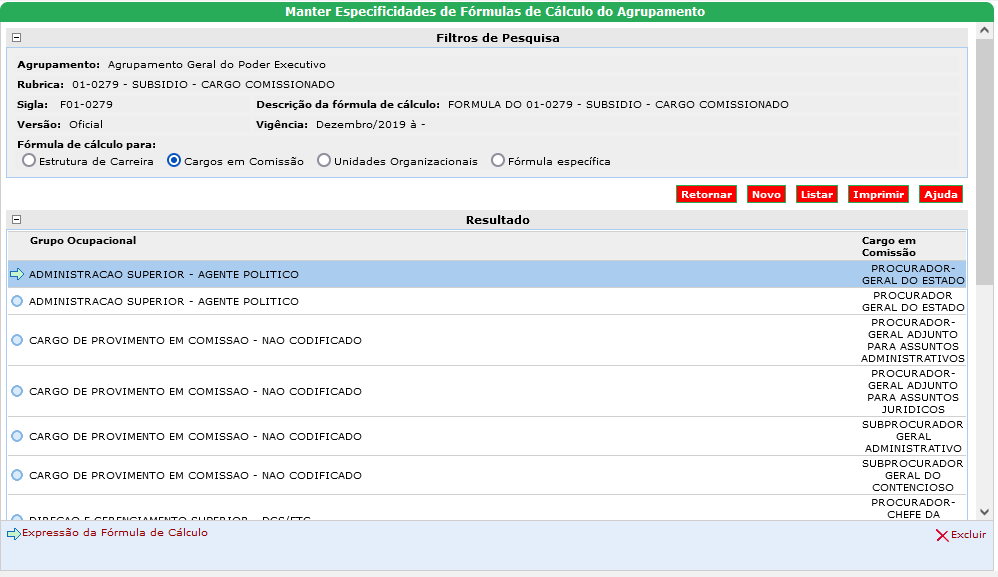 Manter Especificidades de Fórmulas de Cálculo do Agrupamento
Filtros de Pesquisa
Agrupamento: Agrupamento Geral do Poder Executivo
Rubrica: 01-0279 - SUBSIDIO - CARGO COMISSIONADO
Sigla: F01-0279 Descrição da fórmula de cálculo: FORMULA DO 01-0279 - SUBSIDIO - CARGO COMISSIONADO
Versão: Oficial Vigência: Dezembro/2019 à -
Fórmula de cálculo para:
Estrutura de Carreira Cargos em Comissão Unidades Organizacionais Fórmula específica
Retornar Novo Listar Imprimir Ajuda
Resultado
Grupo Ocupacional
Cargo em
Comissão
ADMINISTRACAO SUPERIOR - AGENTE POLITICO
PROCURADOR-
GERAL DO ESTADO
ADMINISTRACAO SUPERIOR - AGENTE POLITICO
PROCURADOR
GERAL DO ESTADO
CARGO DE PROVIMENTO EM COMISSAO - NAO CODIFICADO
PROCURADOR-
GERAL ADJUNTO
PARA ASSUNTOS
ADMINISTRATIVOS
CARGO DE PROVIMENTO EM COMISSAO - NAO CODIFICADO
PROCURADOR-
GERAL ADJUNTO
PARA ASSUNTOS
JURIDICOS
CARGO DE PROVIMENTO EM COMISSAO - NAO CODIFICADO
SUBPROCURADOR
GERAL
ADMINISTRATIVO
CARGO DE PROVIMENTO EM COMISSAO - NAO CODIFICADO
SUBPROCURADOR
GERAL DO
CONTENCIOSO
DIRECAO E GERENCIAMENTO SUPERIOR - DGS/FTG
PROCURADOR-
CHEFE DA
Expressão da Fórmula de Cálculo
Excluir